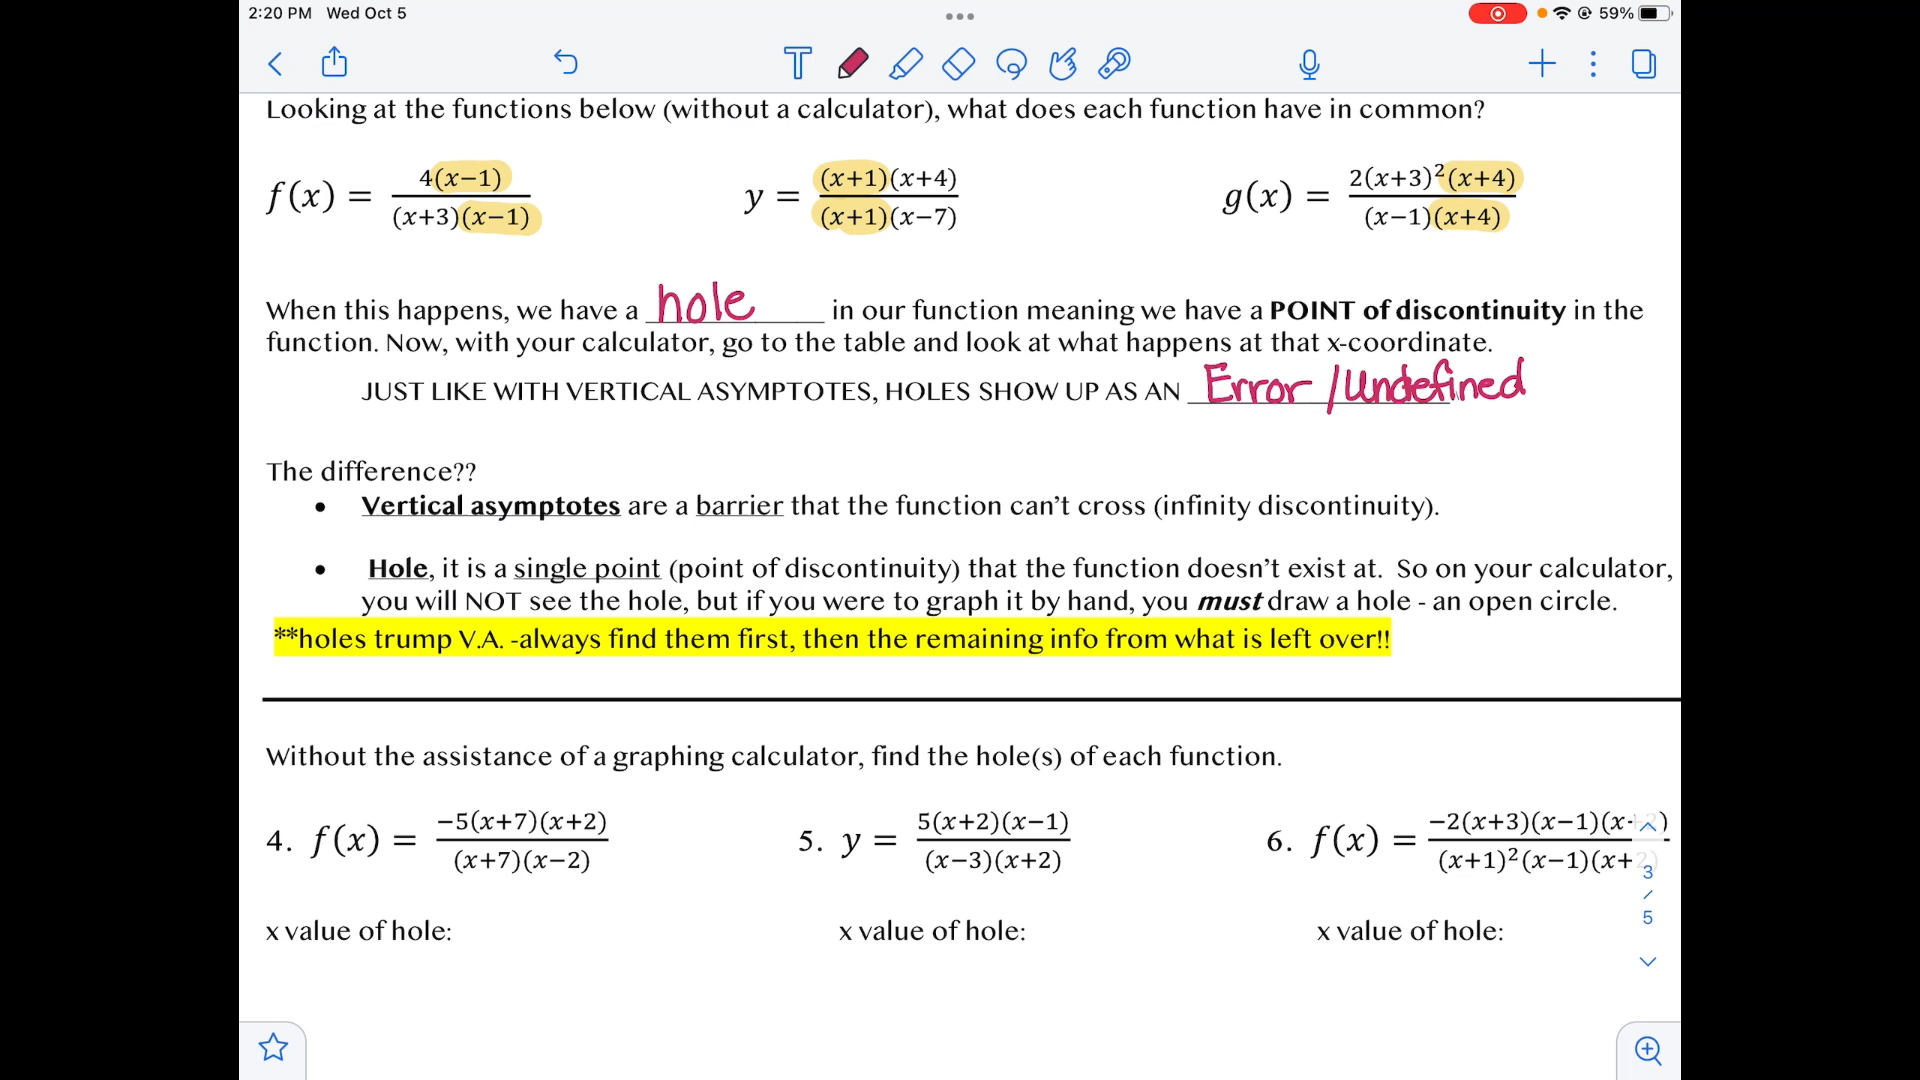 2:20 PM Wed Oct 5
59%
Looking at the functions below (without a calculator), what does each function have in common?
f(x) = 4(x−1) / (x+3)(x−1)
y = (x+1)(x+4) / (x+1)(x−7)
g(x) = 2(x+3)²(x+4) / (x−1)(x+4)
When this happens, we have a hole in our function meaning we have a POINT of discontinuity in the
function. Now, with your calculator, go to the table and look at what happens at that x-coordinate.
JUST LIKE WITH VERTICAL ASYMPTOTES, HOLES SHOW UP AS AN Error / Undefined
The difference??
• Vertical asymptotes are a barrier that the function can't cross (infinity discontinuity).
• Hole, it is a single point (point of discontinuity) that the function doesn't exist at. So on your calculator,
you will NOT see the hole, but if you were to graph it by hand, you must draw a hole - an open circle.
**holes trump V.A. -always find them first, then the remaining info from what is left over!!
Without the assistance of a graphing calculator, find the hole(s) of each function.
4. f(x) = −5(x+7)(x+2) / (x+7)(x−2)
5. y = 5(x+2)(x−1) / (x−3)(x+2)
6. f(x) = −2(x+3)(x−1)(x+2) / (x+1)²(x−1)(x+2)
3
/
5
x value of hole:
x value of hole:
x value of hole: